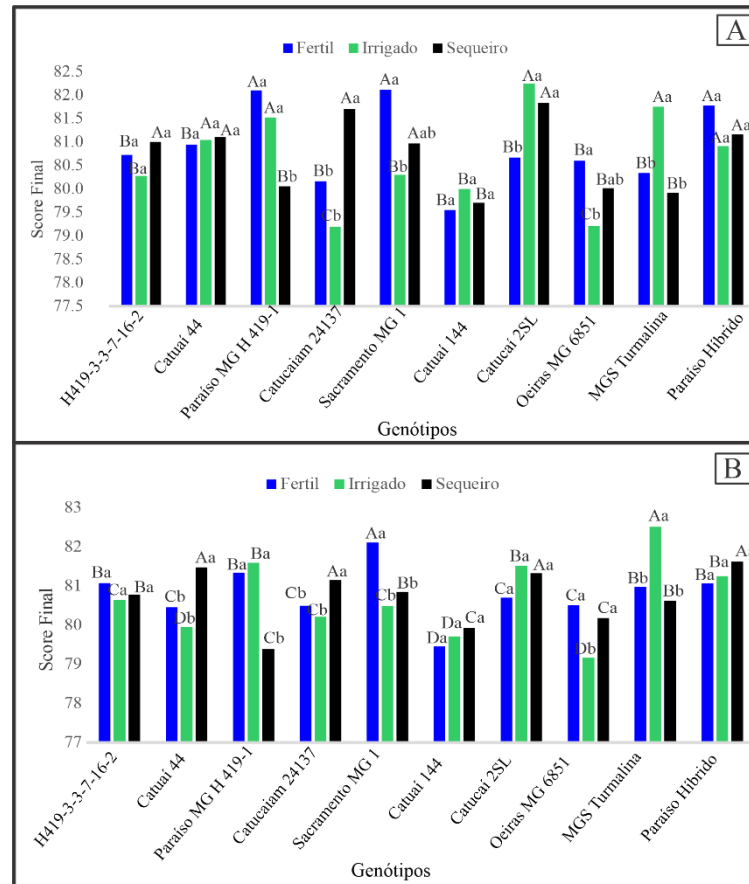 A
Fertil Irrigado Sequeiro
Score Final
82.5
82.0
81.5
81.0
80.5
80.0
79.5
79.0
78.5
78.0
77.5
Ba Ba Aa
Ba Aa Aa
Aa Aa Bb
Bb Cb Aa
Aa Bb Aab
Ba Ba Ba
Ba Aa Aa
Ba Cb Bab
Bb Aa Bb
Aa Aa Aa
H419-3-3-7-16-2
Catuaí 44
Paraíso MG H 419-1
Catucaiam 24137
Sacramento MG 1
Catuaí 144
Catucaí 2SL
Oeiras MG 6851
MGS Turmalina
Paraíso Híbrido
Genótipos
B
Fertil Irrigado Sequeiro
Score Final
83
82
81
80
79
78
77
Ba Ca Ba
Cb Db Aa
Ba Ba Cb
Cb Cb Aa
Aa Cb Bb
Da Da Ca
Ca Ba Aa
Cb Db Ca
Bb Aa Bb
Ba Ba
H419-3-3-7-16-2
Catuaí 44
Paraíso MG H 419-1
Catucaiam 24137
Sacramento MG 1
Catuaí 144
Catucaí 2SL
Oeiras MG 6851
MGS Turmalina
Paraíso Híbrido
Genótipos